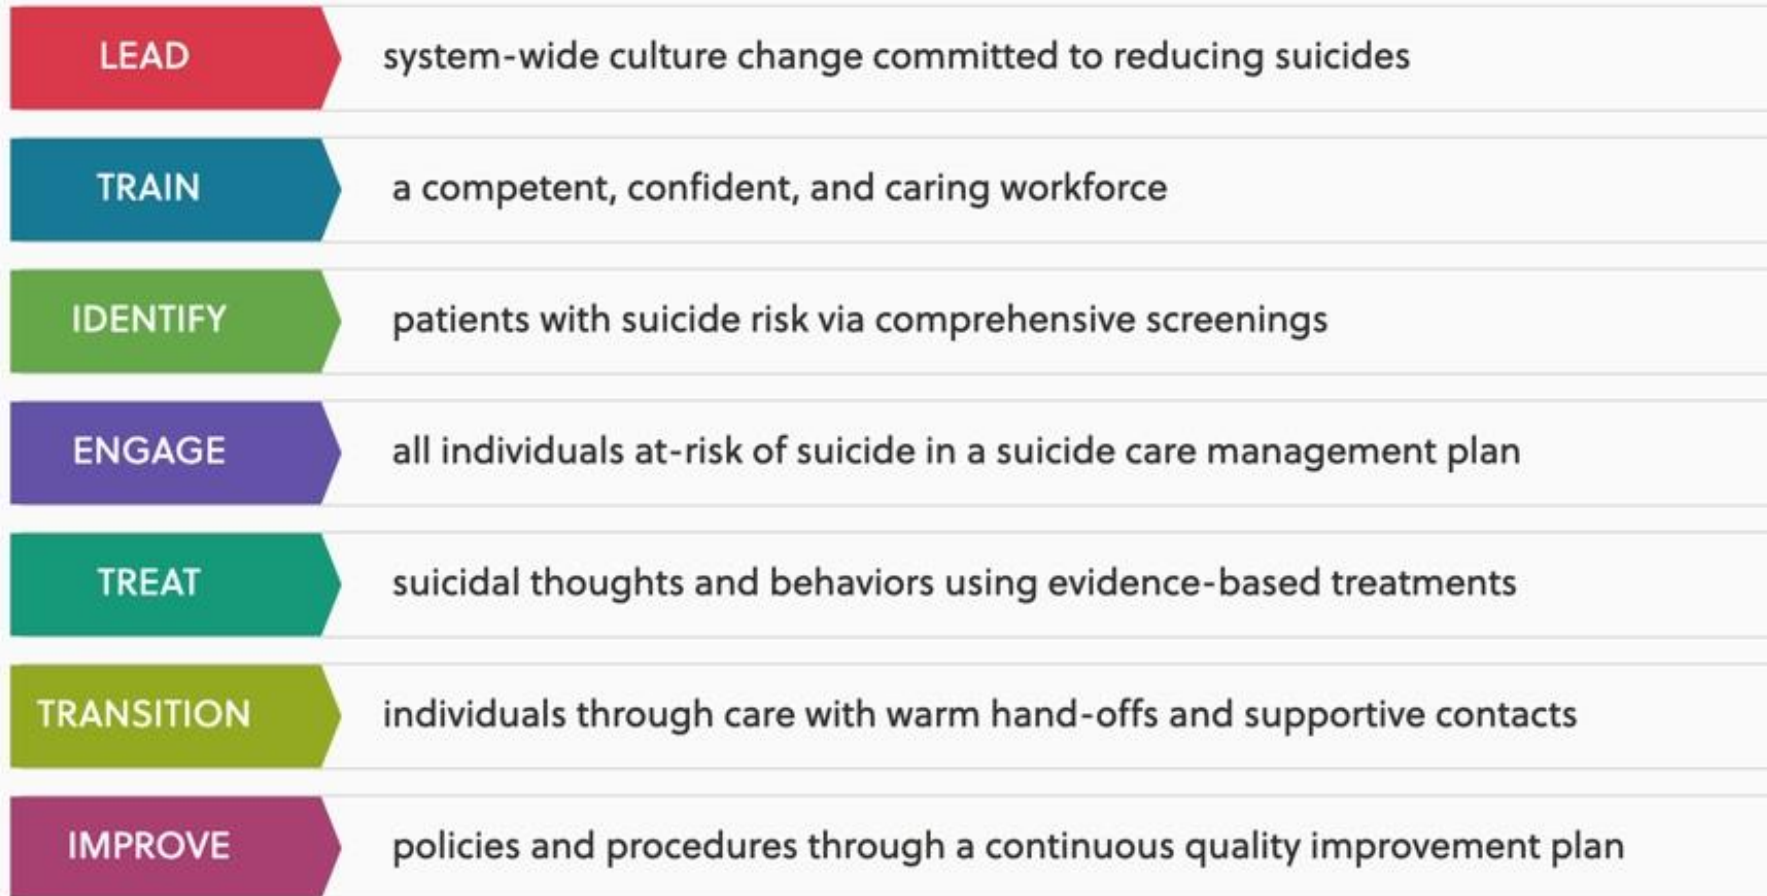 LEAD system-wide culture change committed to reducing suicides
TRAIN a competent, confident, and caring workforce
IDENTIFY patients with suicide risk via comprehensive screenings
ENGAGE all individuals at-risk of suicide in a suicide care management plan
TREAT suicidal thoughts and behaviors using evidence-based treatments
TRANSITION individuals through care with warm hand-offs and supportive contacts
IMPROVE policies and procedures through a continuous quality improvement plan